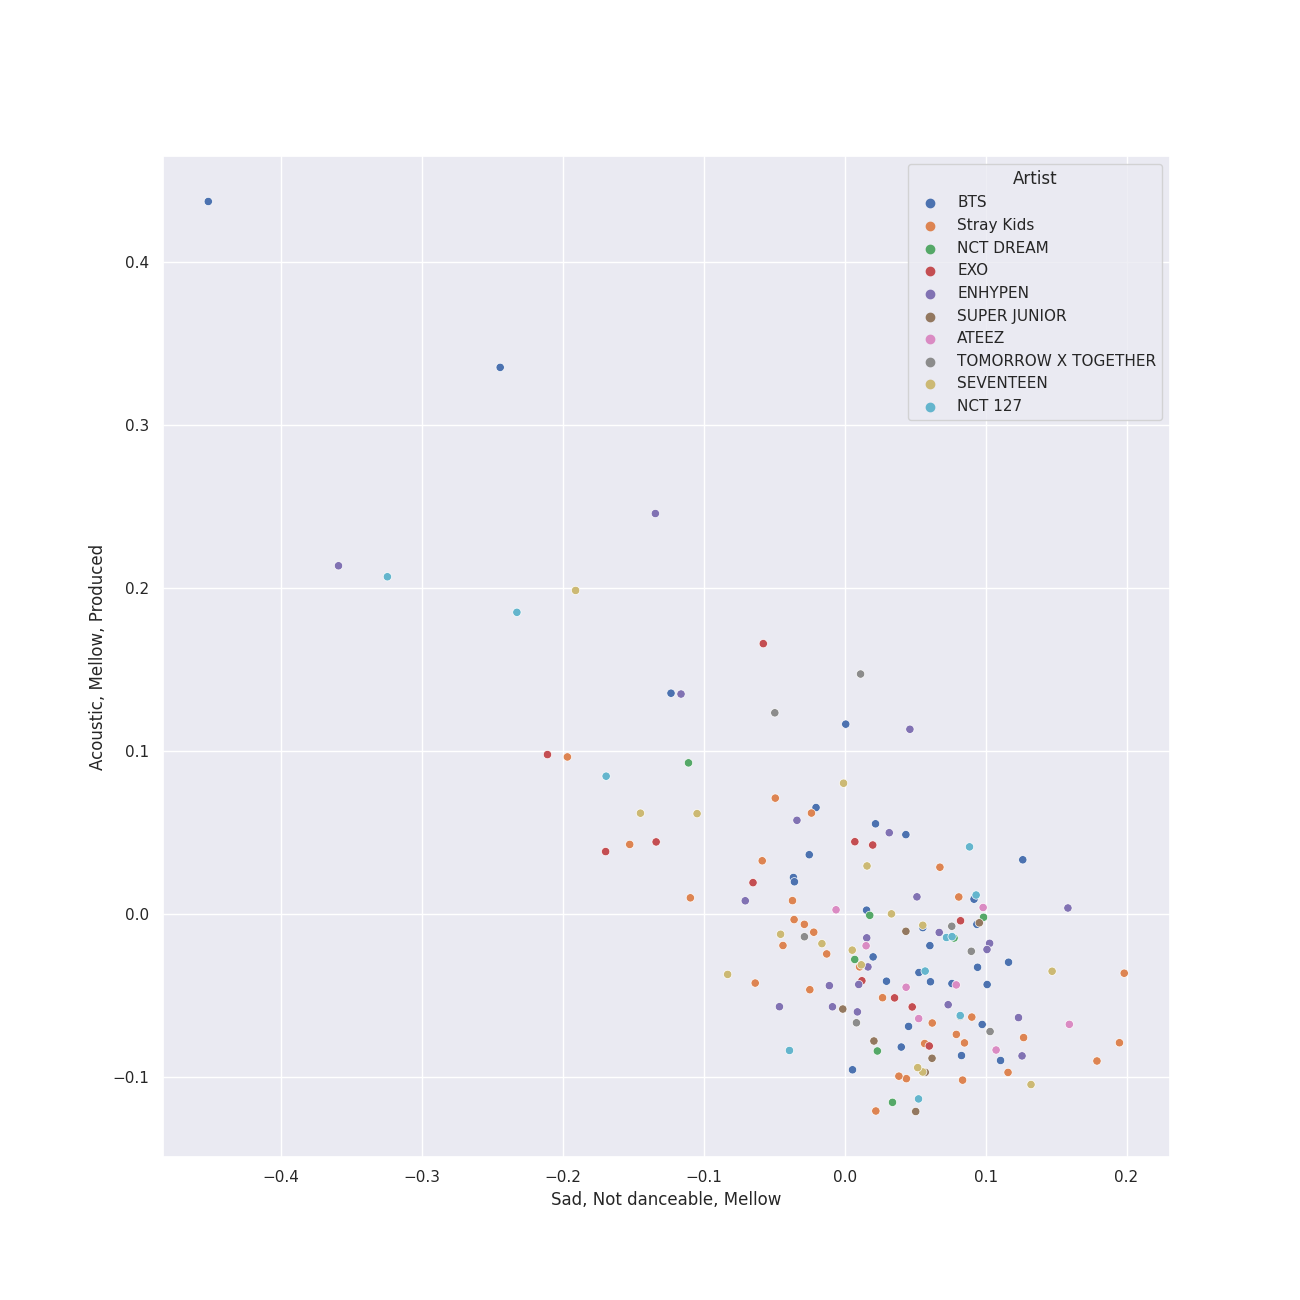 Artist
BTS
Stray Kids
NCT DREAM
EXO
ENHYPEN
SUPER JUNIOR
ATEEZ
TOMORROW X TOGETHER
SEVENTEEN
NCT 127
0.4
0.3
0.2
0.1
0.0
−0.1
Acoustic, Mellow, Produced
−0.4 −0.3 −0.2 −0.1 0.0 0.1 0.2
Sad, Not danceable, Mellow